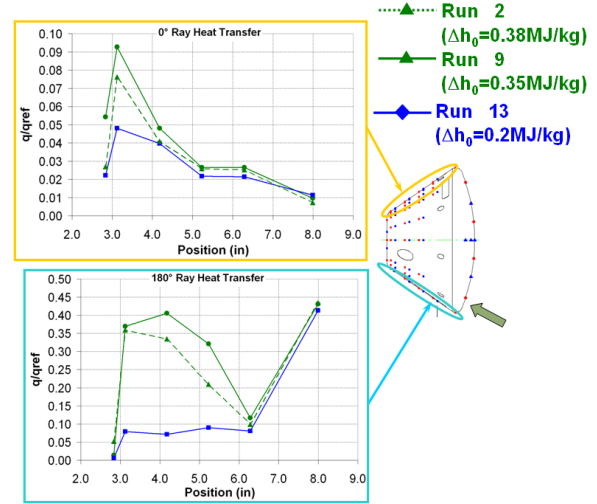 0° Ray Heat Transfer
q/qref
0.10
0.09
0.08
0.07
0.06
0.05
0.04
0.03
0.02
0.01
0.00
2.0 3.0 4.0 5.0 6.0 7.0 8.0 9.0
Position (in)
Run 2
(Δh₀=0.38MJ/kg)
Run 9
(Δh₀=0.35MJ/kg)
Run 13
(Δh₀=0.2MJ/kg)
180° Ray Heat Transfer
q/qref
0.50
0.45
0.40
0.35
0.30
0.25
0.20
0.15
0.10
0.05
0.00
2.0 3.0 4.0 5.0 6.0 7.0 8.0 9.0
Position (in)